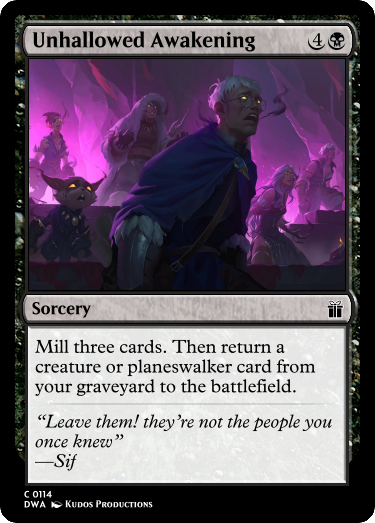 Unhallowed Awakening 4
Sorcery
Mill three cards. Then return a
creature or planeswalker card from
your graveyard to the battlefield.
“Leave them! they’re not the people you
once knew”
—Sif
C 0114
DWA Kudos Productions